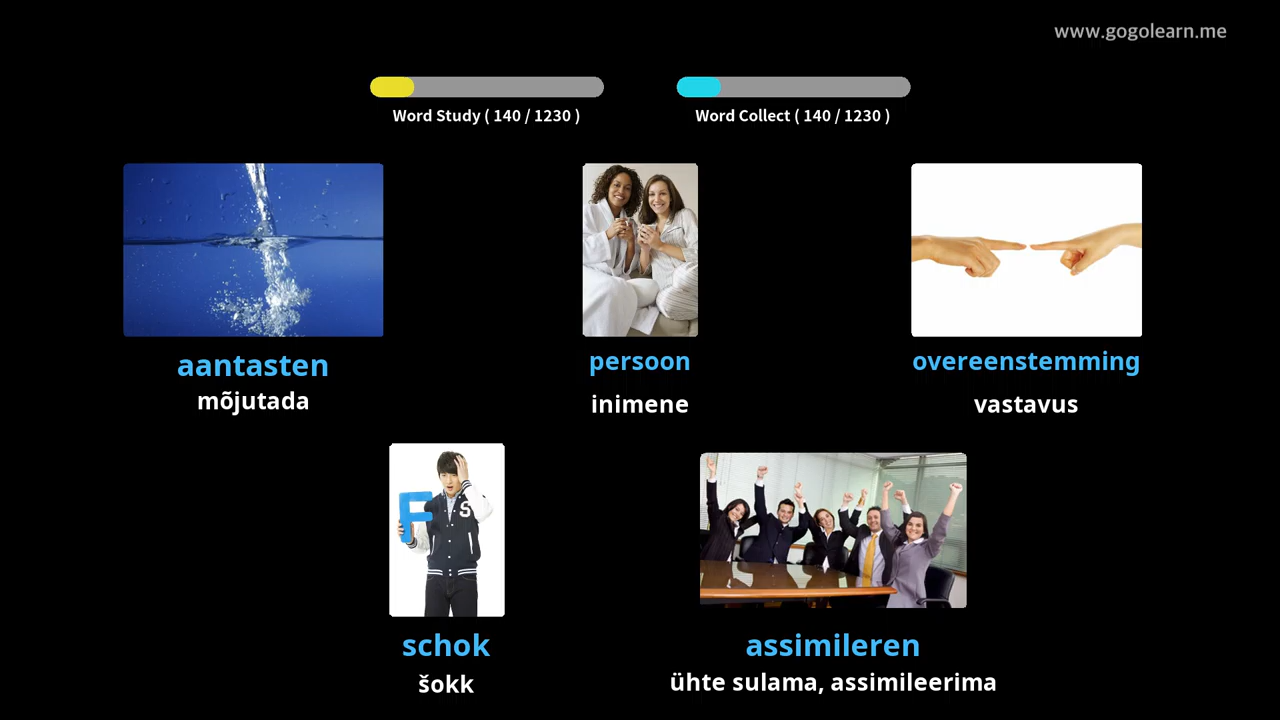 www.gogolearn.me
Word Study ( 140 / 1230 )
Word Collect ( 140 / 1230 )
aantasten
mõjutada
persoon
inimene
overeenstemming
vastavus
F
S
schok
šokk
assimileren
ühte sulama, assimileerima